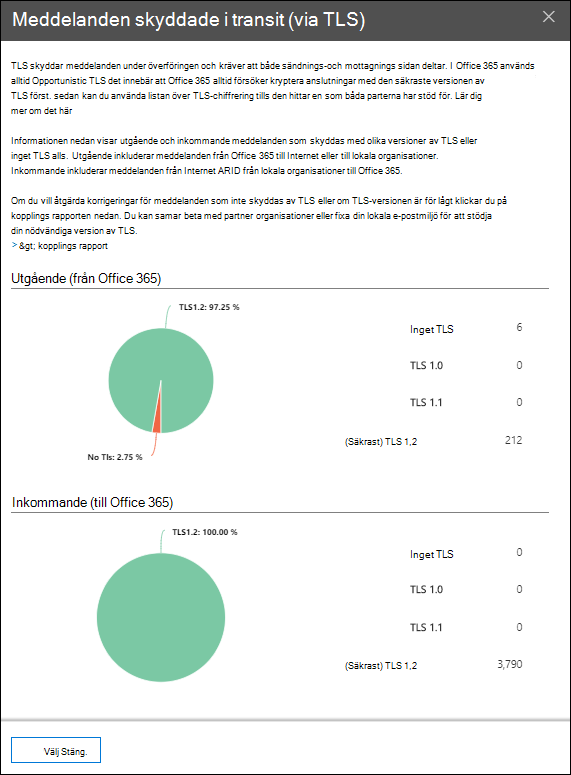 Meddelanden skyddade i transit (via TLS)
TLS skyddar meddelanden under överföringen och kräver att både sändnings-och mottagnings sidan deltar. I Office 365 används
alltid Opportunistic TLS det innebär att Office 365 alltid försöker kryptera anslutningar med den säkraste versionen av
TLS först. sedan kan du använda listan över TLS-chiffrering tills den hittar en som båda parterna har stöd för. Lär dig
mer om det här
Informationen nedan visar utgående och inkommande meddelanden som skyddas med olika versioner av TLS eller
inget TLS alls. Utgående inkluderar meddelanden från Office 365 till Internet eller till lokala organisationer.
Inkommande inkluderar meddelanden från Internet ARID från lokala organisationer till Office 365.
Om du vill åtgärda korrigeringar för meddelanden som inte skyddas av TLS eller om TLS-versionen är för lågt klickar du på
kopplings rapporten nedan. Du kan samar beta med partner organisationer eller fixa din lokala e-postmiljö för att stödja
din nödvändiga version av TLS.
> &gt; kopplings rapport
Utgående (från Office 365)
TLS1.2: 97.25 %
No Tls: 2.75 %
Inget TLS 6
TLS 1.0 0
TLS 1.1 0
(Säkrast) TLS 1,2 212
Inkommande (till Office 365)
TLS1.2: 100.00 %
Inget TLS 0
TLS 1.0 0
TLS 1.1 0
(Säkrast) TLS 1,2 3,790
Välj Stäng.